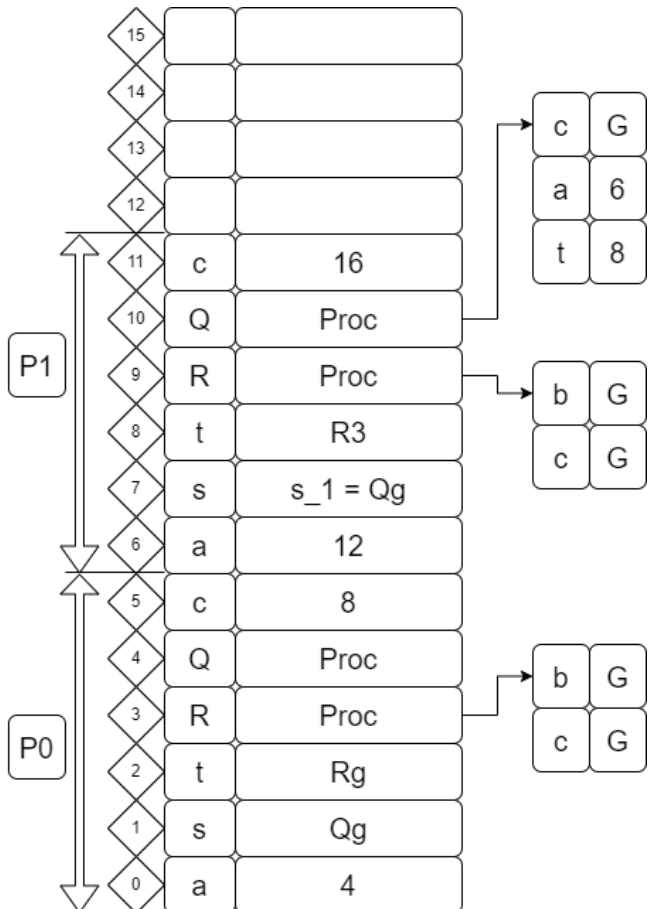 15
14
13
12
11 c 16
10 Q Proc
9 R Proc
8 t R3
7 s s_1 = Qg
6 a 12
5 c 8
4 Q Proc
3 R Proc
2 t Rg
1 s Qg
0 a 4
P1
P0
c G
a 6
t 8
b G
c G
b G
c G